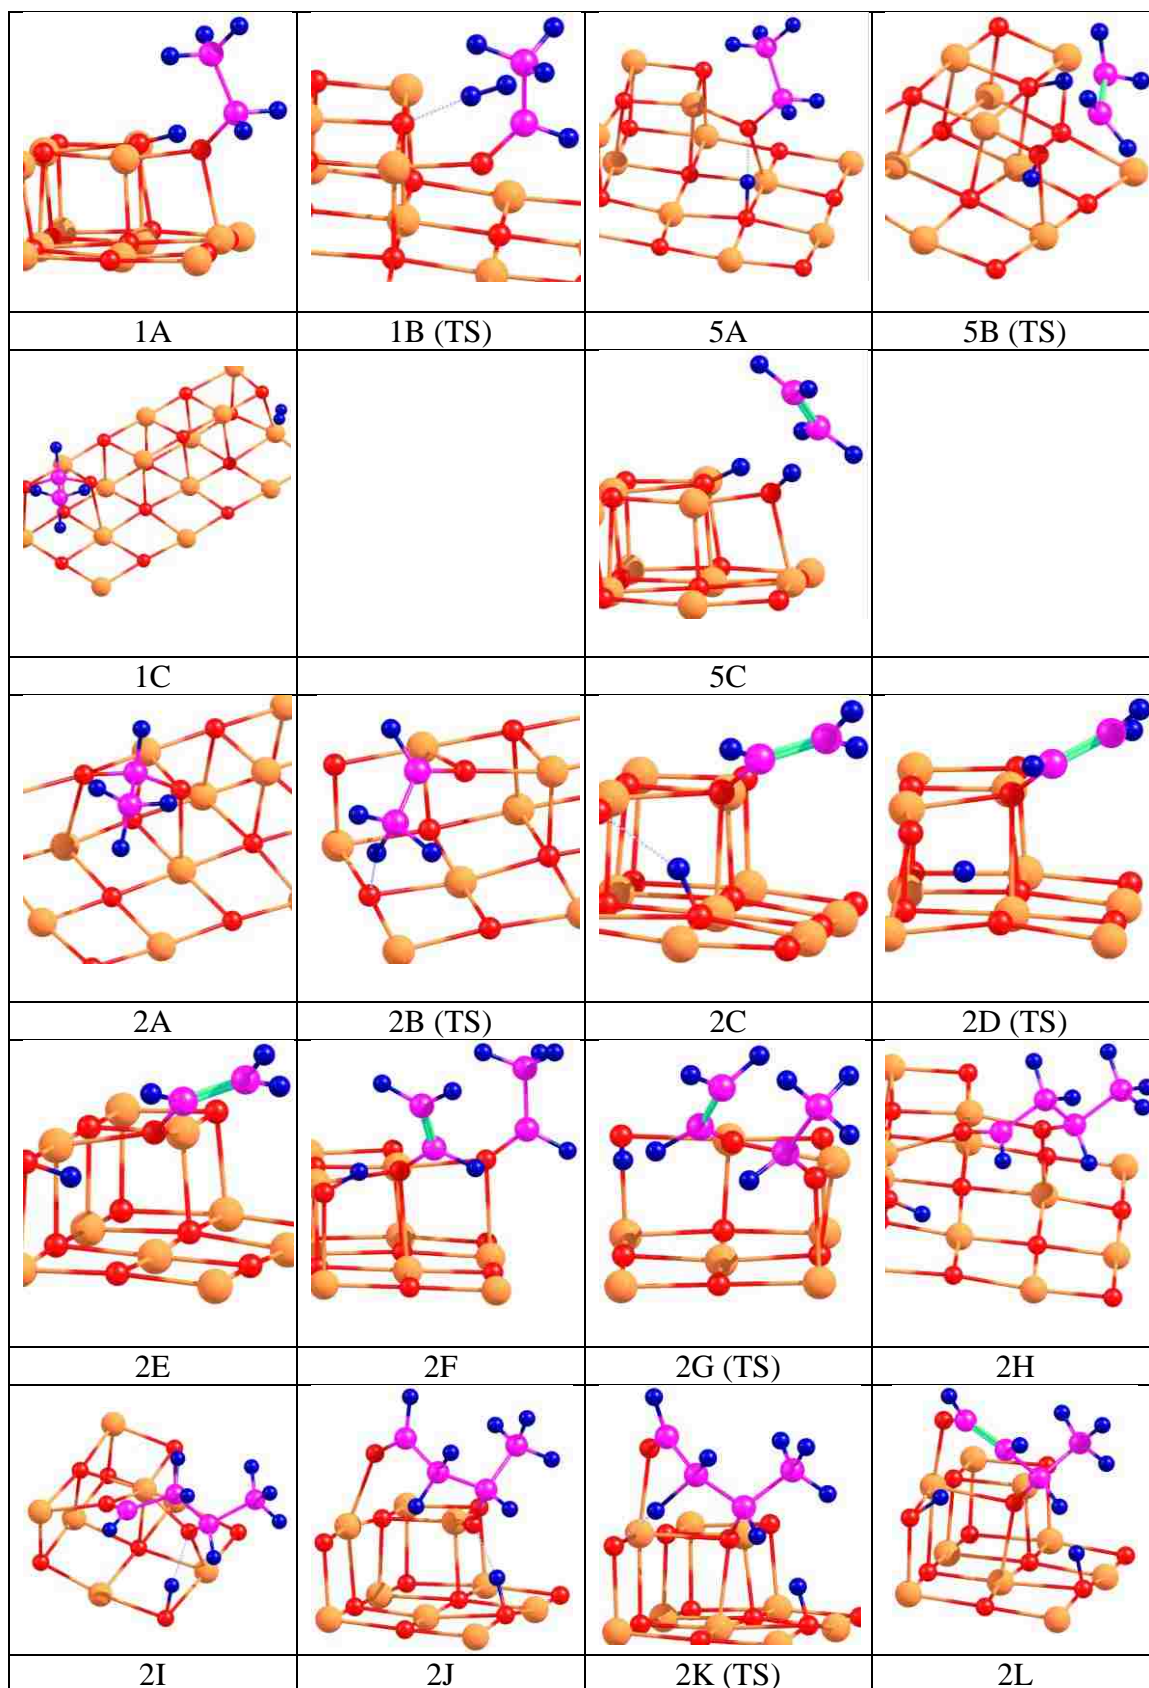 1A 1B (TS) 5A 5B (TS)
1C 5C
2A 2B (TS) 2C 2D (TS)
2E 2F 2G (TS) 2H
2I 2J 2K (TS) 2L